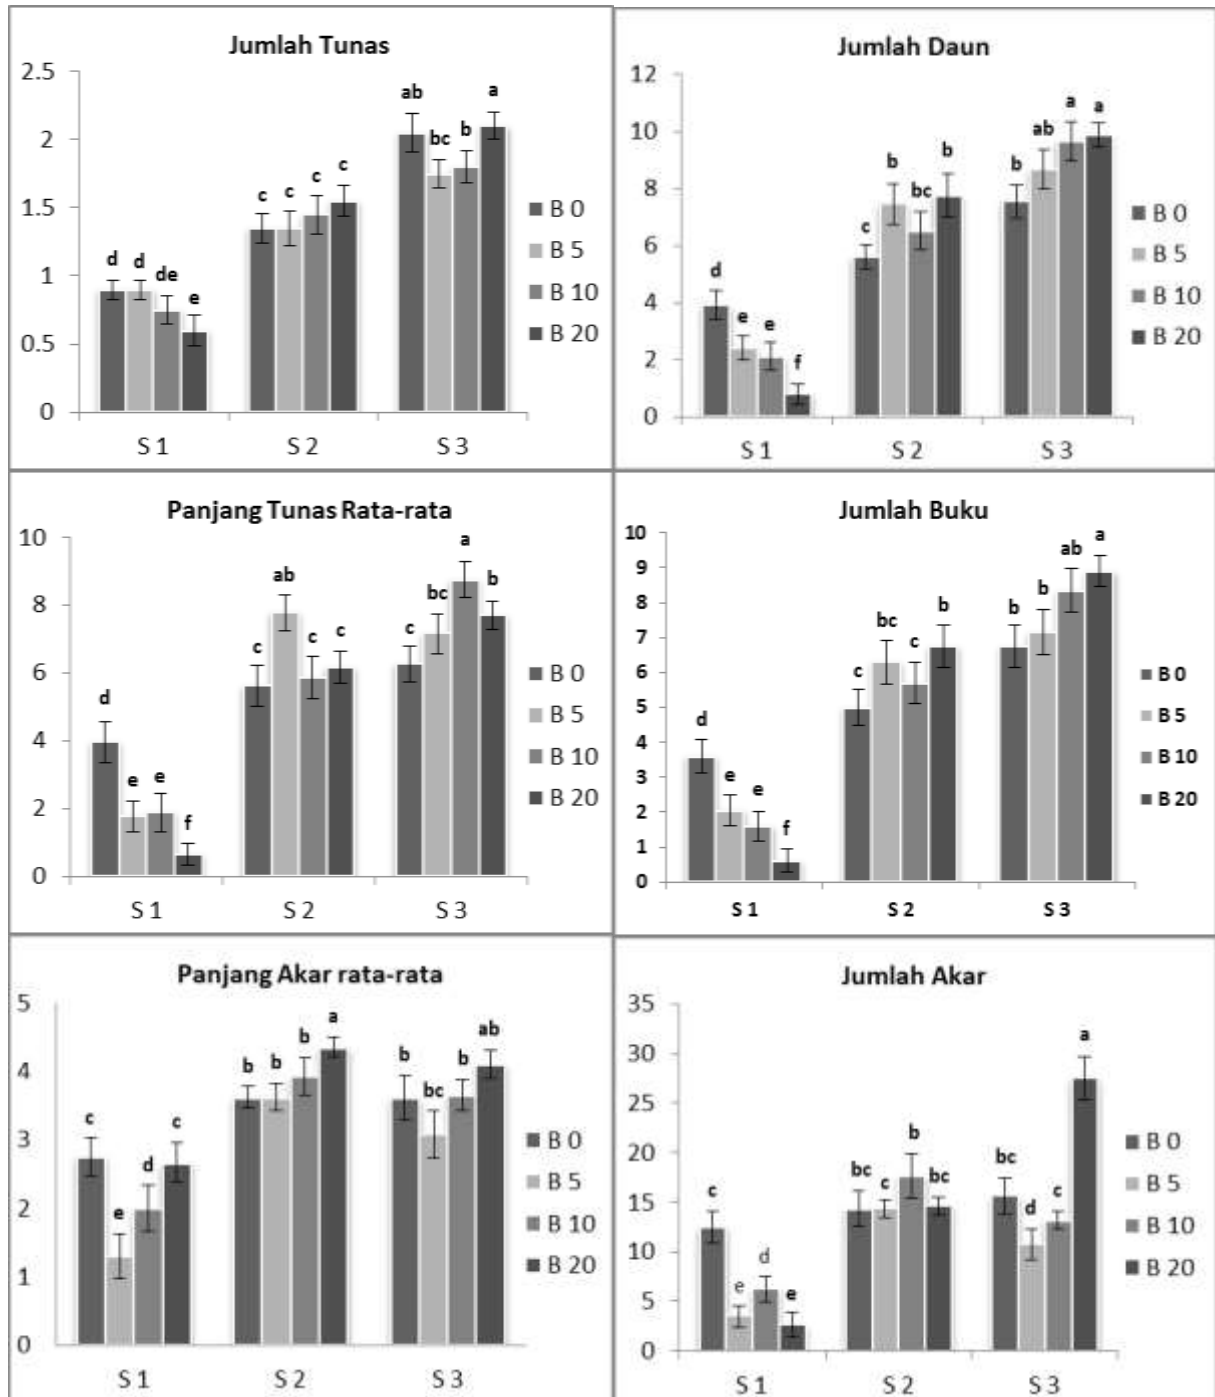 Jumlah Tunas
2.5
2
1.5
1
0.5
0
d d de e
c c c c
ab bc b a
S 1 S 2 S 3
B 0
B 5
B 10
B 20
Jumlah Daun
12
10
8
6
4
2
0
d e e f
c b bc b
b ab a a
S 1 S 2 S 3
B 0
B 5
B 10
B 20
Panjang Tunas Rata-rata
10
8
6
4
2
0
d e e f
c ab c c
c bc a b
S 1 S 2 S 3
B 0
B 5
B 10
B 20
Jumlah Buku
10
9
8
7
6
5
4
3
2
1
0
d e e f
c bc c b
b b ab a
S 1 S 2 S 3
B 0
B 5
B 10
B 20
Panjang Akar rata-rata
5
4
3
2
1
0
c e d c
b b b a
b bc b ab
S 1 S 2 S 3
B 0
B 5
B 10
B 20
Jumlah Akar
35
30
25
20
15
10
5
0
c e d e
bc c b bc
bc d c a
S 1 S 2 S 3
B 0
B 5
B 10
B 20